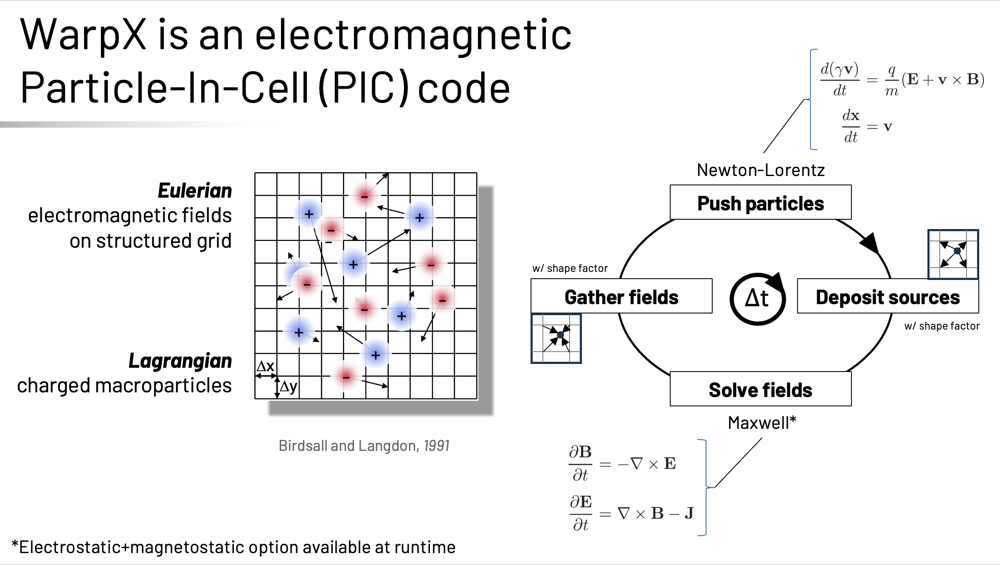 WarpX is an electromagnetic
Particle-In-Cell (PIC) code
Eulerian
electromagnetic fields
on structured grid
Lagrangian
charged macroparticles
+
-
+
-
-
+
-
+
-
-
-
+
+
+
-
Δx
Δy
Birdsall and Langdon, 1991
d(γv)/dt = q/m (E + v × B)
dx/dt = v
Newton-Lorentz
Push particles
w/ shape factor
Gather fields
Δt
Deposit sources
w/ shape factor
Solve fields
Maxwell*
∂B/∂t = −∇ × E
∂E/∂t = ∇ × B − J
*Electrostatic+magnetostatic option available at runtime